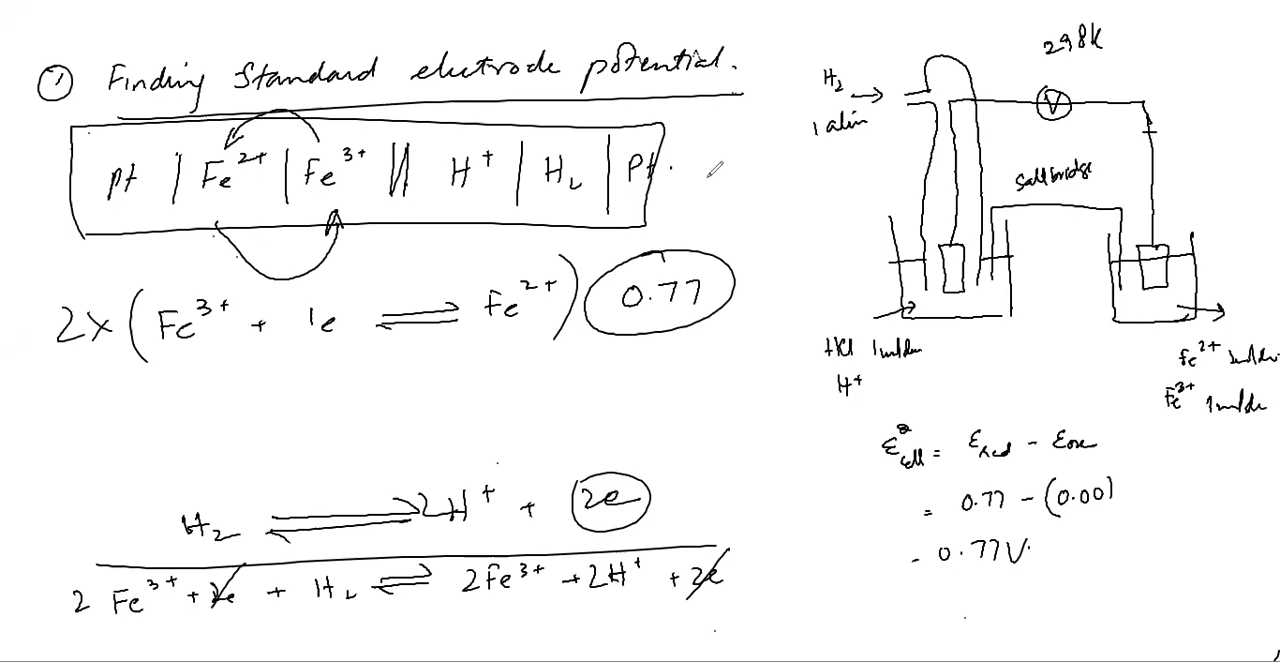 ① Finding Standard electrode potential.
pt | Fe²⁺ | Fe³⁺ || H⁺ | H₂ | Pt.
2x (Fe³⁺ + 1e ⇌ Fe²⁺) 0.77
H₂ ⇌ 2H⁺ + 2e
2 Fe³⁺ + 2e + H₂ ⇌ 2Fe³⁺ + 2H⁺ + 2e
298K
H₂ →
1 atm
V
Salt bridge
HCl 1mol/dm
H⁺
Fe²⁺ 1mol/dm
Fe³⁺ 1mol/dm
Ɛ cell = Ɛred - Ɛox
= 0.77 - (0.00)
- 0.77V.